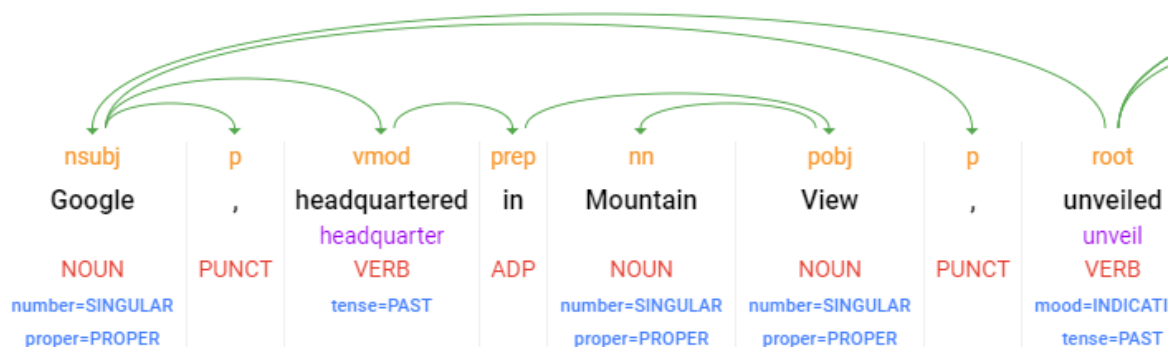 nsubj p vmod prep nn pobj p root
Google , headquartered in Mountain View , unveiled
headquarter unveil
NOUN PUNCT VERB ADP NOUN NOUN PUNCT VERB
number=SINGULAR tense=PAST number=SINGULAR number=SINGULAR mood=INDICATI
proper=PROPER proper=PROPER proper=PROPER tense=PAST